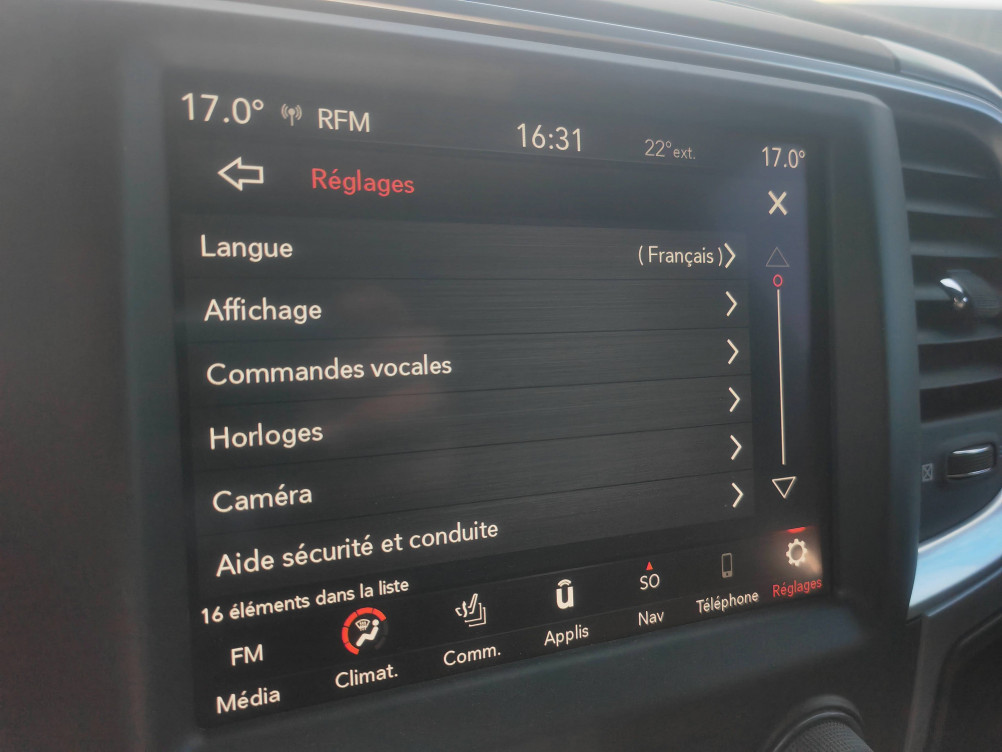 17.0° RFM 16:31 22°ext. 17.0°
Réglages X
Langue ( Français )
Affichage
Commandes vocales
Horloges
Caméra
Aide sécurité et conduite
16 éléments dans la liste
FM SO
Média Climat. Comm. Applis Nav Téléphone Réglages